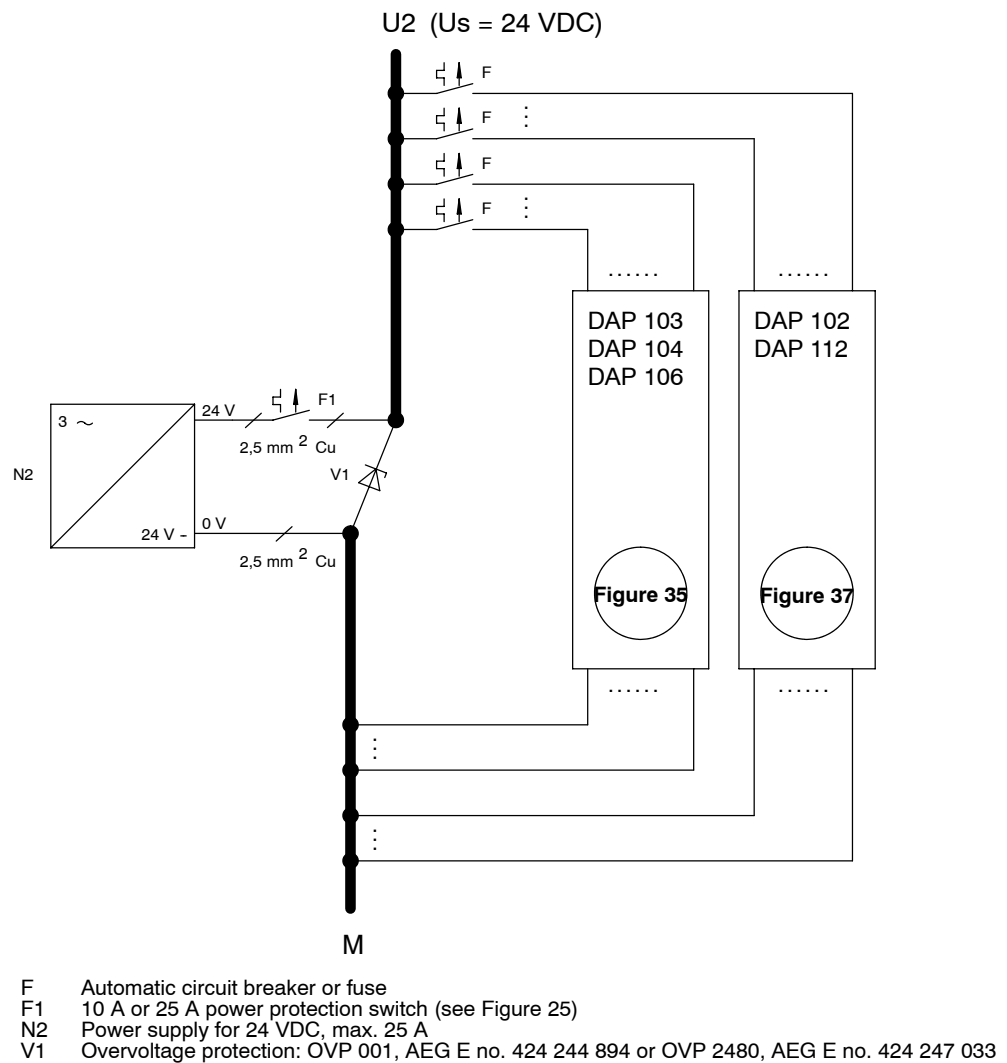 U2 (Us = 24 VDC)
F
F
F
F
DAP 103
DAP 104
DAP 106
DAP 102
DAP 112
3 ~
24 V
F1
2,5 mm 2 Cu
V1
N2
24 V -
0 V
2,5 mm 2 Cu
Figure 35
Figure 37
M
F Automatic circuit breaker or fuse
F1 10 A or 25 A power protection switch (see Figure 25)
N2 Power supply for 24 VDC, max. 25 A
V1 Overvoltage protection: OVP 001, AEG E no. 424 244 894 or OVP 2480, AEG E no. 424 247 033